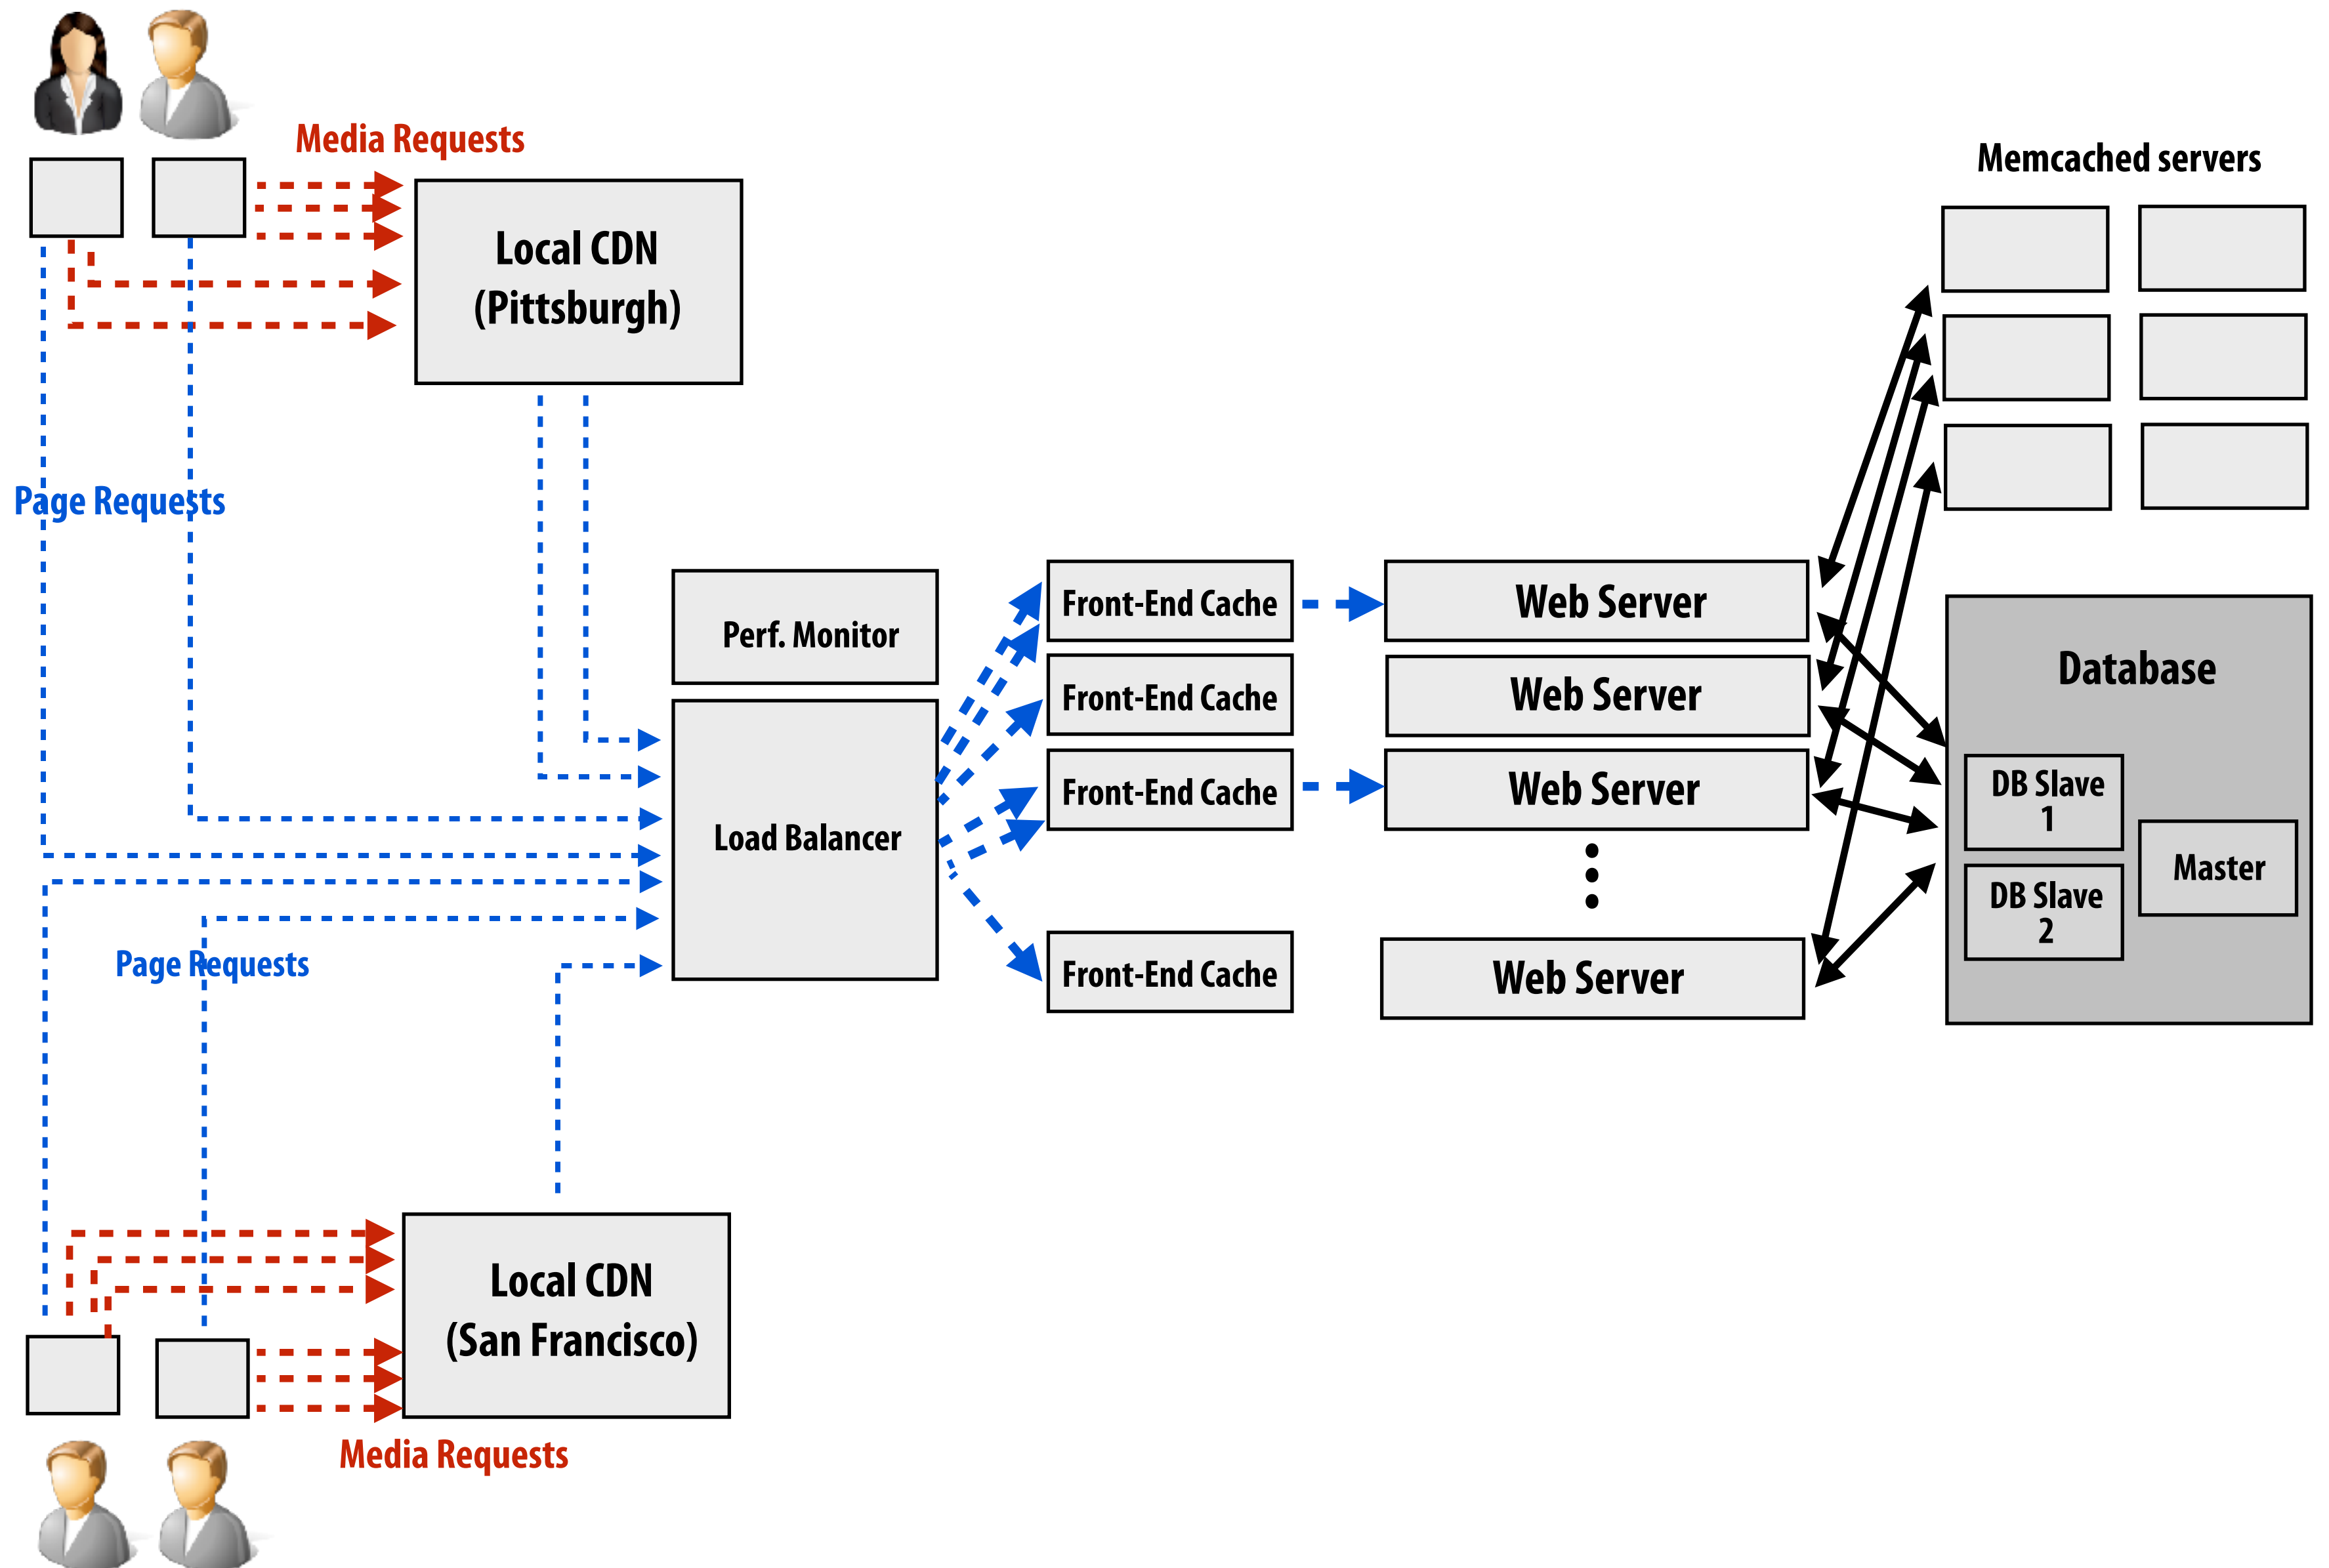 Media Requests
Memcached servers
Local CDN
(Pittsburgh)
Page Requests
Perf. Monitor
Load Balancer
Front-End Cache
Front-End Cache
Front-End Cache
Front-End Cache
Web Server
Web Server
Web Server
Web Server
Database
DB Slave
1
DB Slave
2
Master
Page Requests
Local CDN
(San Francisco)
Media Requests